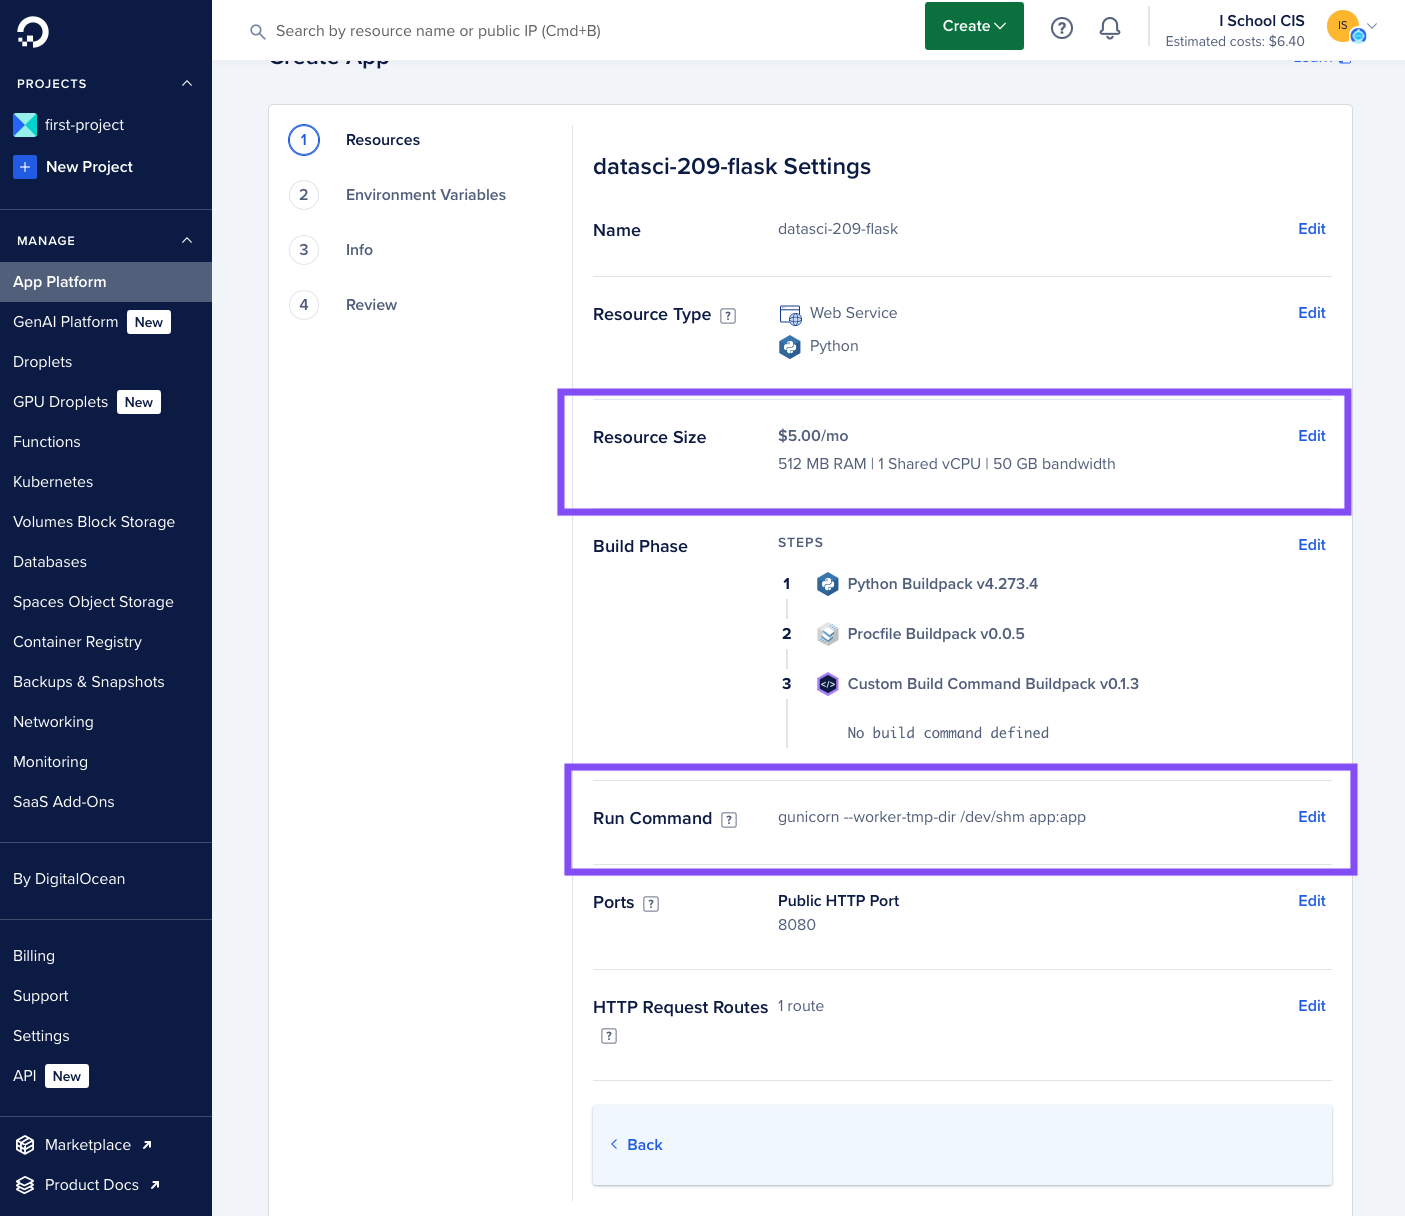 Search by resource name or public IP (Cmd+B)
Create
I School CIS
Estimated costs: $6.40
IS
Create App
Learn
PROJECTS
first-project
New Project
MANAGE
App Platform
GenAI Platform New
Droplets
GPU Droplets New
Functions
Kubernetes
Volumes Block Storage
Databases
Spaces Object Storage
Container Registry
Backups & Snapshots
Networking
Monitoring
SaaS Add-Ons
By DigitalOcean
Billing
Support
Settings
API New
Marketplace
Product Docs
1 Resources
2 Environment Variables
3 Info
4 Review
datasci-209-flask Settings
Name datasci-209-flask Edit
Resource Type ? Web Service Edit
Python
Resource Size $5.00/mo Edit
512 MB RAM | 1 Shared vCPU | 50 GB bandwidth
Build Phase STEPS Edit
1 Python Buildpack v4.273.4
2 Procfile Buildpack v0.0.5
3 </> Custom Build Command Buildpack v0.1.3
No build command defined
Run Command ? gunicorn --worker-tmp-dir /dev/shm app:app Edit
Ports ? Public HTTP Port Edit
8080
HTTP Request Routes 1 route Edit
?
Back